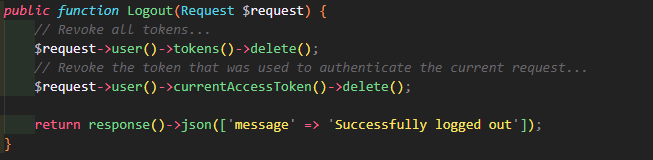 public function Logout(Request $request) {
// Revoke all tokens...
$request->user()->tokens()->delete();
// Revoke the token that was used to authenticate the current request...
$request->user()->currentAccessToken()->delete();
return response()->json(['message' => 'Successfully logged out']);
}